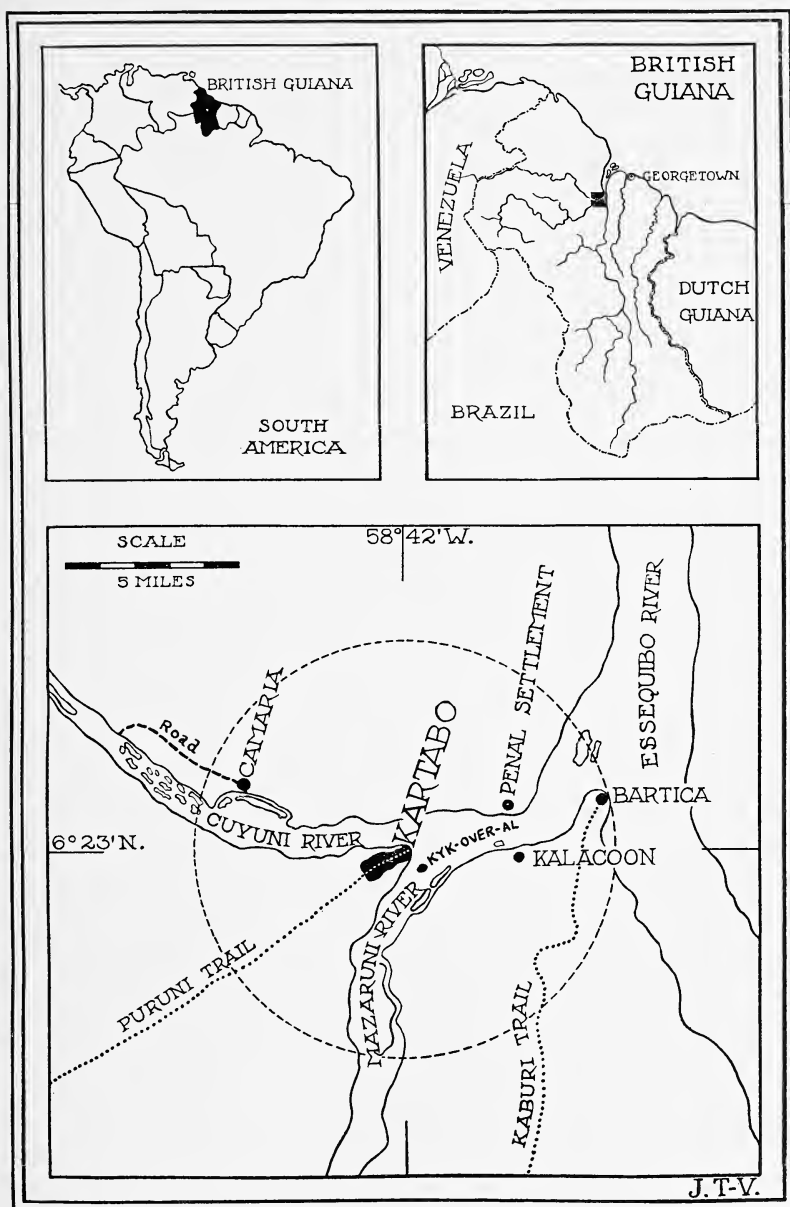 BRITISH GUIANA
SOUTH
AMERICA
BRITISH
GUIANA
GEORGETOWN
VENEZUELA
DUTCH
GUIANA
BRAZIL
SCALE
5 MILES
58°42'W.
PENAL SETTLEMENT
ESSEQUIBO RIVER
Road
CAMARIA
KARTABO
BARTICA
CUYUNI RIVER
6°23'N.
KYK-OVER-AL
KALACOON
PURUNI TRAIL
MAZARUNI RIVER
KABURI TRAIL
J.T-V.